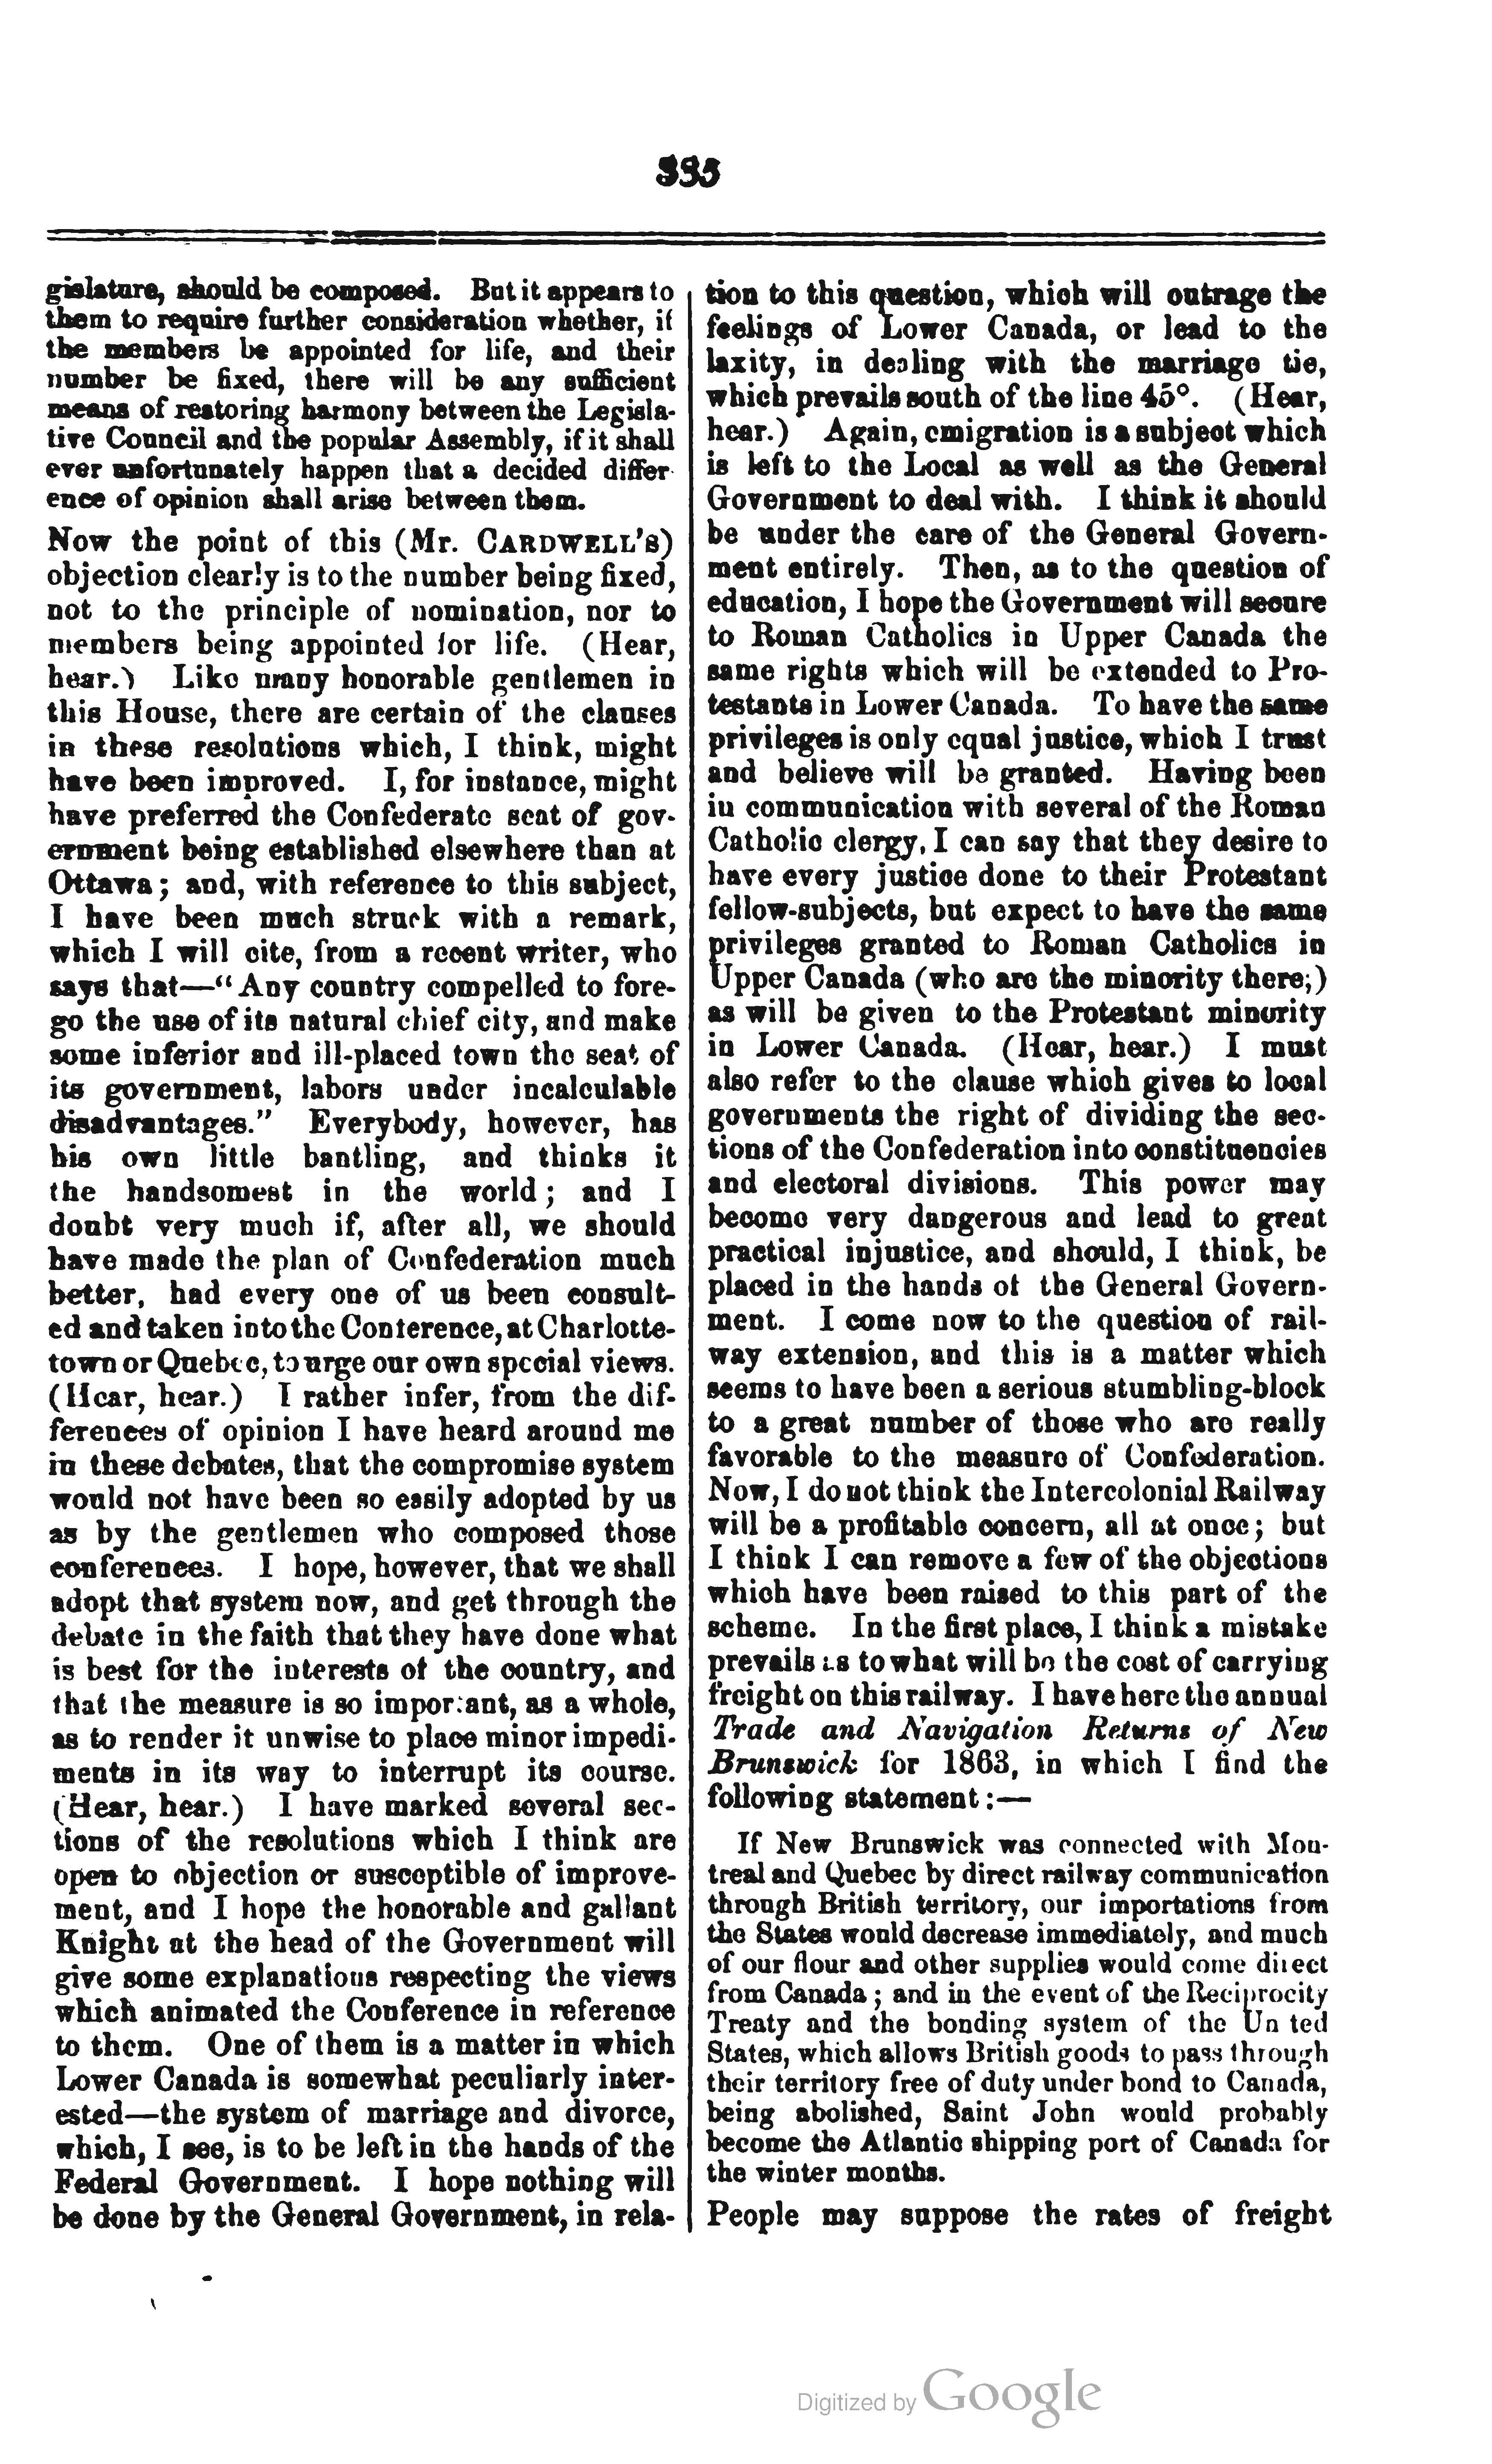 335
gislature, should be composed. But it appears to
them to require further consideration whether, if
the members be appointed for life, and their
number be fixed, there will be any sufficient
means of restoring harmony between the Legisla-
tive Council and the popular Assembly, if it shall
ever unfortunately happen that a decided differ-
ence of opinion shall arise between them.
Now the point of this (Mr. CARDWELL'S)
objection clearly is to the number being fixed,
not to the principle of nomination, nor to
members being appointed for life. (Hear,
hear.) Like many honorable gentlemen in
this House, there are certain of the clauses
in these resolutions which, I think, might
have been improved. I, for instance, might
have preferred the Confederate seat of gov-
ernment being established elsewhere than at
Ottawa; and, with reference to this subject,
I have been much struck with a remark,
which I will cite, from a recent writer, who
says that—"Any country compelled to fore-
go the use of its natural chief city, and make
some inferior and ill-placed town the seat of
its government, labors under incalculable
disadvantages." Everybody, however, has
his own little bantling, and thinks it
the handsomest in the world; and I
doubt very much if, after all, we should
have made the plan of Confederation much
better, had every one of us been consult-
ed and taken into the Conference, at Charlotte-
town or Quebec, to urge our own special views.
(Hear, hear.) I rather infer, from the dif-
ferences of opinion I have heard around me
in these debates, that the compromise system
would not have been so easily adopted by us
as by the gentlemen who composed those
conferences. I hope, however, that we shall
adopt that system now, and get through the
debate in the faith that they have done what
is best for the interests of the country, and
that the measure is so important, as a whole,
as to render it unwise to place minor impedi-
ments in its way to interrupt its course.
(Hear, hear.) I have marked several sec-
tions of the resolutions which I think are
open to objection or susceptible of improve-
ment, and I hope the honorable and gallant
Knight at the head of the Government will
give some explanations respecting the views
which animated the Conference in reference
to them. One of them is a matter in which
Lower Canada is somewhat peculiarly inter-
ested—the system of marriage and divorce,
which, I see, is to be left in the hands of the
Federal Government. I hope nothing will
be done by the General Government, in rela-
tion to this question, which will outrage the
feelings of Lower Canada, or lead to the
laxity, in dealing with the marriage tie,
which prevails south of the line 45°. (Hear,
hear.) Again, emigration is a subject which
is left to the Local as well as the General
Government to deal with. I think it should
be under the care of the General Govern-
ment entirely. Then, as to the question of
education, I hope the Government will secure
to Roman Catholics in Upper Canada the
same rights which will be extended to Pro-
testants in Lower Canada. To have the same
privileges is only equal justice, which I trust
and believe will be granted. Having been
in communication with several of the Roman
Catholic clergy, I can say that they desire to
have every justice done to their Protestant
fellow-subjects, but expect to have the same
privileges granted to Roman Catholics in
Upper Canada (who are the minority there;)
as will be given to the Protestant minority
in Lower Canada. (Hear, hear.) I must
also refer to the clause which gives to local
governments the right of dividing the sec-
tions of the Confederation into constituencies
and electoral divisions. This power may
become very dangerous and lead to great
practical injustice, and should, I think, be
placed in the hands of the General Govern-
ment. I come now to the question of rail-
way extension, and this is a matter which
seems to have been a serious stumbling-block
to a great number of those who are really
favorable to the measure of Confederation.
Now, I do not think the Intercolonial Railway
will be a profitable concern, all at once; but
I think I can remove a few of the objections
which have been raised to this part of the
scheme. In the first place, I think a mistake
prevails as to what will be the cost of carrying
freight on this railway. I have here the annual
Trade and Navigation Returns of New
Brunswick for 1863, in which I find the
following statement:—
If New Brunswick was connected with Mon-
treal and Quebec by direct railway communication
through British territory, our importations from
the States would decrease immediately, and much
of our flour and other supplies would come direct
from Canada; and in the event of the Reciprocity
Treaty and the bonding system of the United
States, which allows British goods to pass through
their territory free of duty under bond to Canada,
being abolished, Saint John would probably
become the Atlantic shipping port of Canada for
the winter months.
People may suppose the rates of freight
Digitized by Google